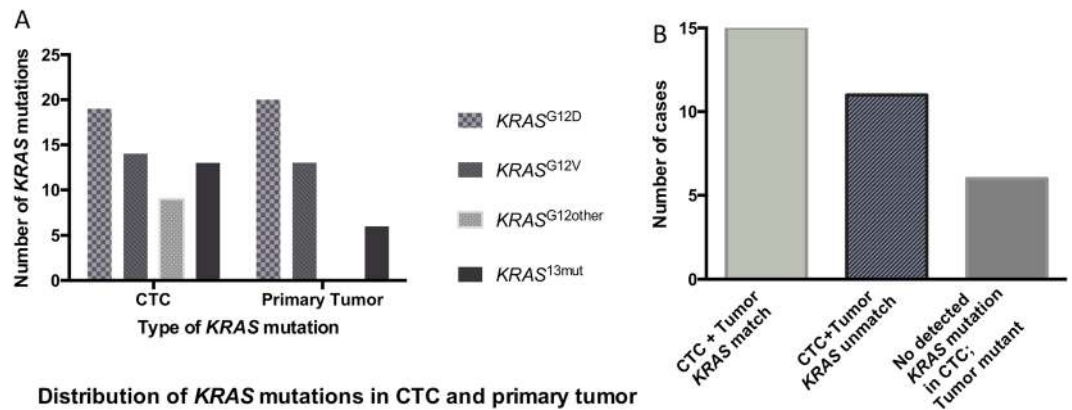 A
25
20
15
10
5
0
Number of KRAS mutations
CTC
Primary Tumor
Type of KRAS mutation
KRASG12D
KRASG12V
KRASG12other
KRAS13mut
B
15
10
5
0
Number of cases
CTC + Tumor
KRAS match
CTC+Tumor
KRAS unmatch
No detected
KRAS mutation
in CTC;
Tumor mutant
Distribution of KRAS mutations in CTC and primary tumor